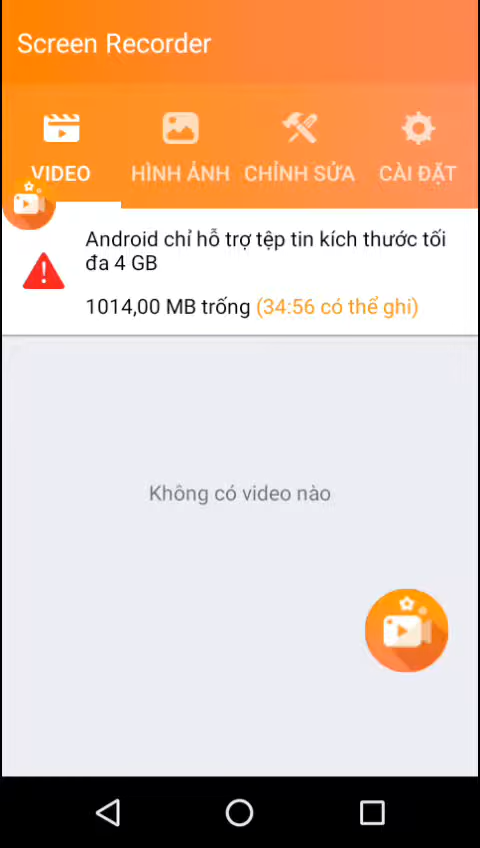 Screen Recorder
VIDEO
HÌNH ẢNH
CHỈNH SỬA
CÀI ĐẶT
Android chỉ hỗ trợ tệp tin kích thước tối
đa 4 GB
1014,00 MB trống (34:56 có thể ghi)
Không có video nào